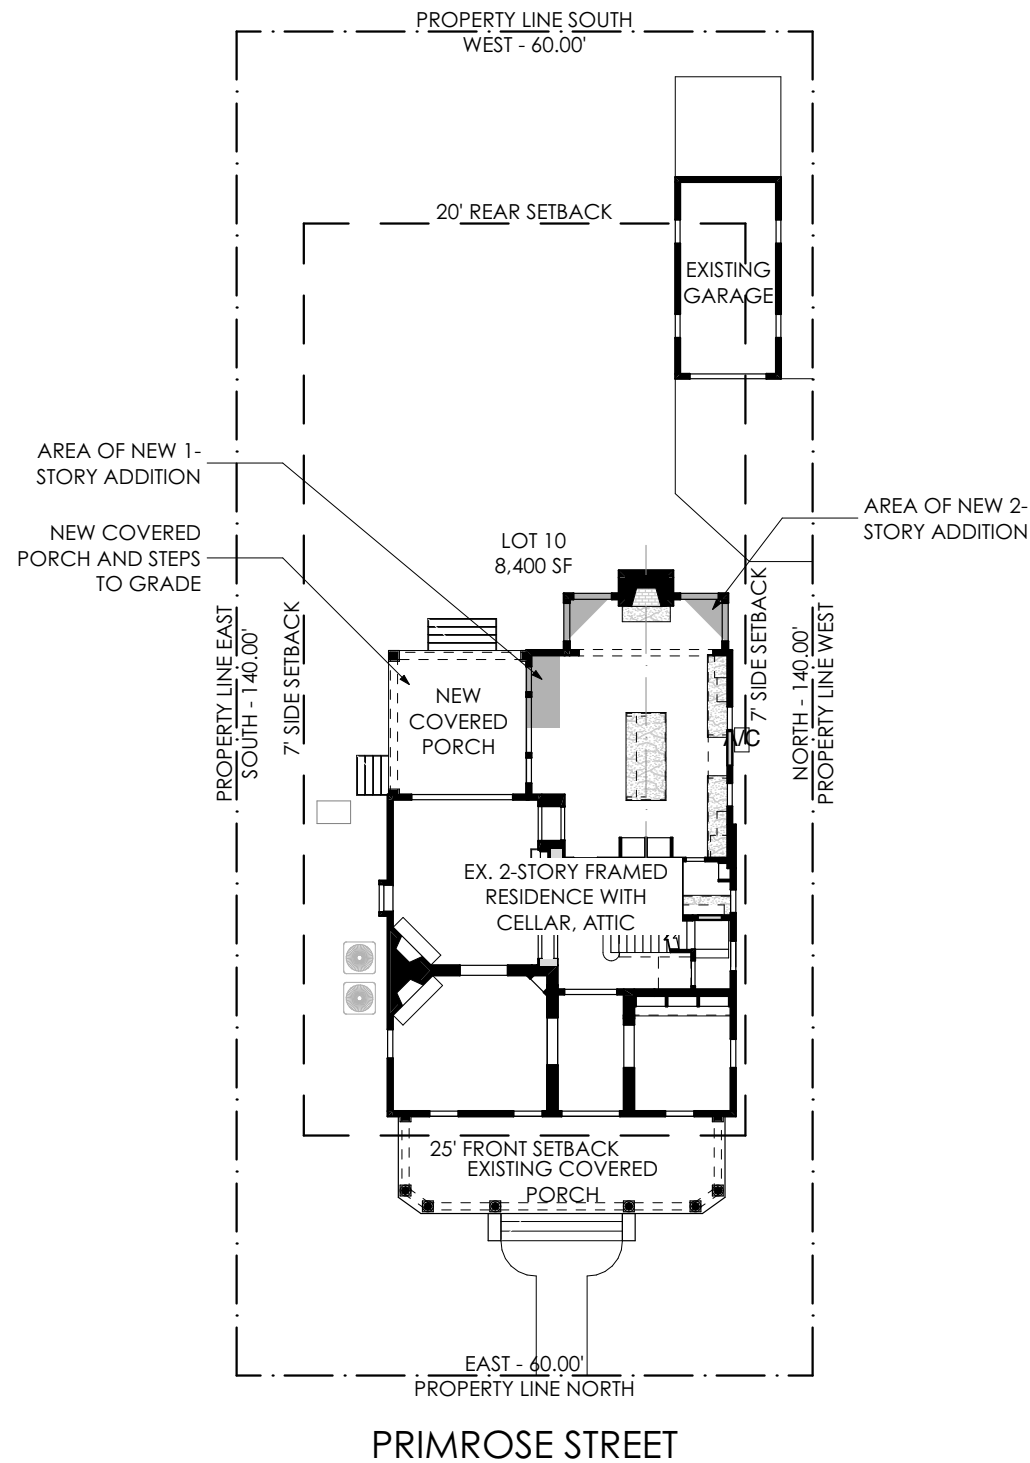 PROPERTY LINE SOUTH
WEST - 60.00'
20' REAR SETBACK
EXISTING
GARAGE
AREA OF NEW 1-
STORY ADDITION
NEW COVERED
PORCH AND STEPS
TO GRADE
AREA OF NEW 2-
STORY ADDITION
LOT 10
8,400 SF
PROPERTY LINE EAST
SOUTH - 140.00'
7' SIDE SETBACK
NEW
COVERED
PORCH
7' SIDE SETBACK
A/C
NORTH - 140.00'
PROPERTY LINE WEST
EX. 2-STORY FRAMED
RESIDENCE WITH
CELLAR, ATTIC
25' FRONT SETBACK
EXISTING COVERED
PORCH
EAST - 60.00'
PROPERTY LINE NORTH
PRIMROSE STREET